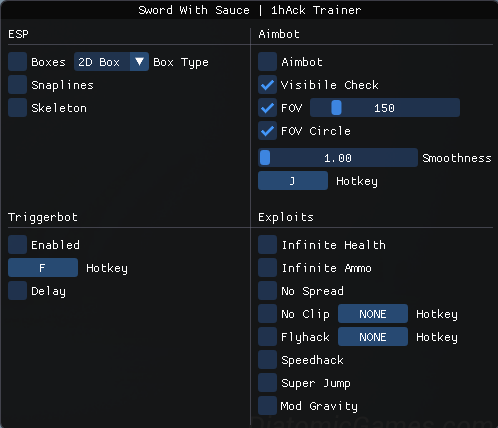 Sword With Sauce | 1hAck Trainer
ESP
Boxes 2D Box Box Type
Snaplines
Skeleton
Aimbot
Aimbot
Visibile Check
FOV 150
FOV Circle
1.00 Smoothness
J Hotkey
Triggerbot
Enabled
F Hotkey
Delay
Exploits
Infinite Health
Infinite Ammo
No Spread
No Clip NONE Hotkey
Flyhack NONE Hotkey
Speedhack
Super Jump
Mod Gravity